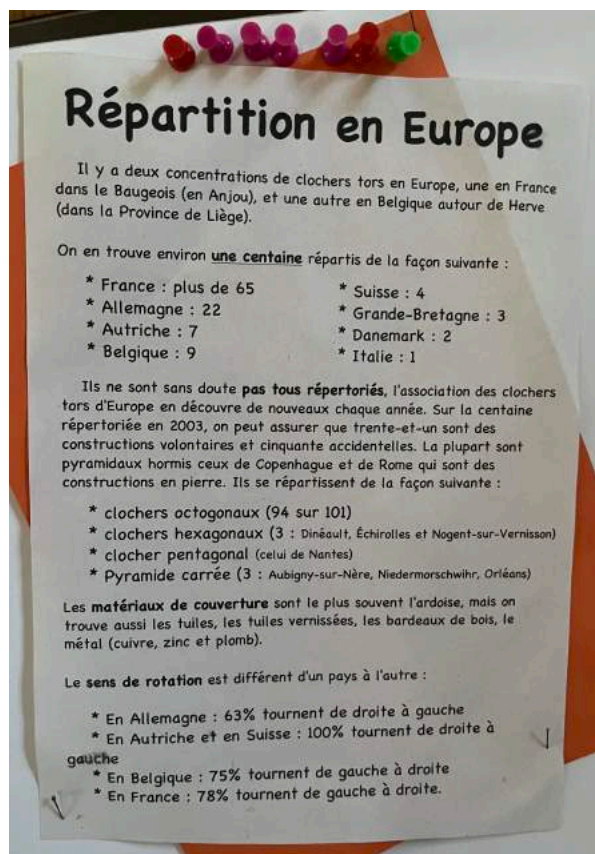 Répartition en Europe
Il y a deux concentrations de clochers tors en Europe, une en France
dans le Baugeois (en Anjou), et une autre en Belgique autour de Herve
(dans la Province de Liège).
On en trouve environ une centaine répartis de la façon suivante :
* France : plus de 65
* Allemagne : 22
* Autriche : 7
* Belgique : 9
* Suisse : 4
* Grande-Bretagne : 3
* Danemark : 2
* Italie : 1
Ils ne sont sans doute pas tous répertoriés, l'association des clochers
tors d'Europe en découvre de nouveaux chaque année. Sur la centaine
répertoriée en 2003, on peut assurer que trente-et-un sont des
constructions volontaires et cinquante accidentelles. La plupart sont
pyramidaux hormis ceux de Copenhague et de Rome qui sont des
constructions en pierre. Ils se répartissent de la façon suivante :
* clochers octogonaux (94 sur 101)
* clochers hexagonaux (3 : Dinéault, Échirolles et Nogent-sur-Vernisson)
* clocher pentagonal (celui de Nantes)
* Pyramide carrée (3 : Aubigny-sur-Nère, Niedermorschwihr, Orléans)
Les matériaux de couverture sont le plus souvent l'ardoise, mais on
trouve aussi les tuiles, les tuiles vernissées, les bardeaux de bois, le
métal (cuivre, zinc et plomb).
Le sens de rotation est différent d'un pays à l'autre :
* En Allemagne : 63% tournent de droite à gauche
* En Autriche et en Suisse : 100% tournent de droite à
gauche
* En Belgique : 75% tournent de gauche à droite
* En France : 78% tournent de gauche à droite.